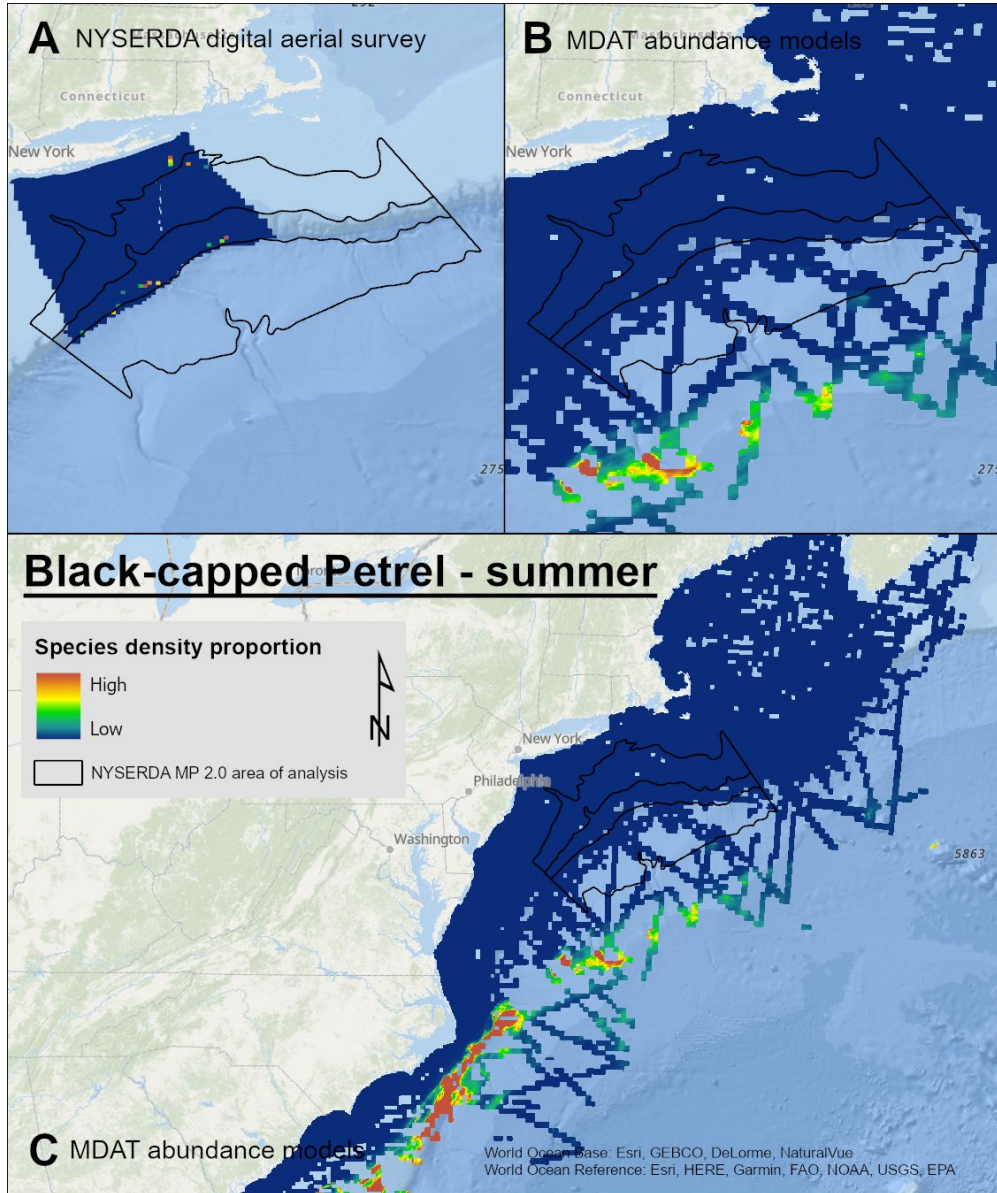 A NYSERDA digital aerial survey
Massachusetts
Connecticut
New York
275
B MDAT abundance models
Massachusetts
Connecticut
New York
275
Black-capped Petrel - summer
Species density proportion
High
Low
N
NYSERDA MP 2.0 area of analysis
New York
Philadelphia
Washington
5863
C MDAT abundance models
World Ocean Base: Esri, GEBCO, DeLorme, NaturalVue
World Ocean Reference: Esri, HERE, Garmin, FAO, NOAA, USGS, EPA